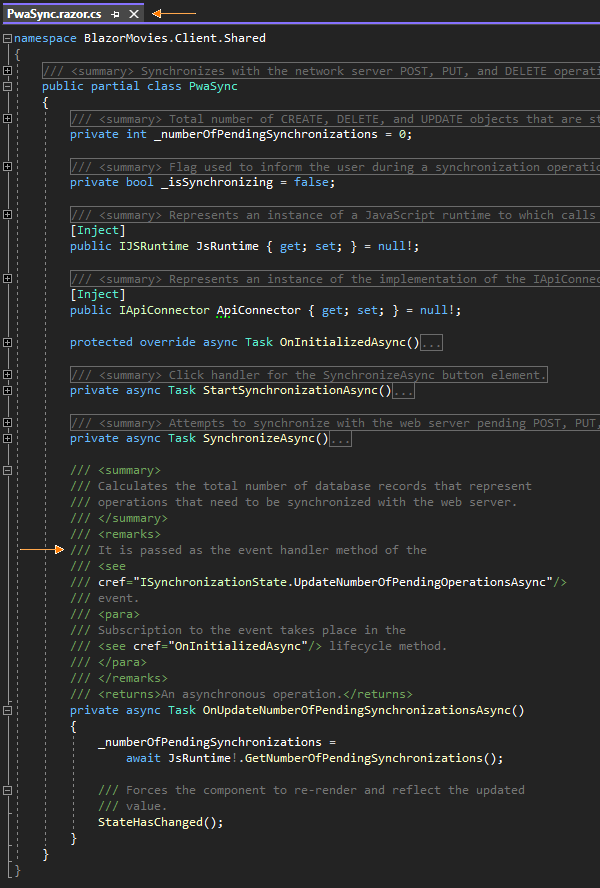 PwaSync.razor.cs
namespace BlazorMovies.Client.Shared
{
/// <summary> Synchronizes with the network server POST, PUT, and DELETE operati
public partial class PwaSync
{
/// <summary> Total number of CREATE, DELETE, and UPDATE objects that are st
private int _numberOfPendingSynchronizations = 0;
/// <summary> Flag used to inform the user during a synchronization operatio
private bool _isSynchronizing = false;
/// <summary> Represents an instance of a JavaScript runtime to which calls
[Inject]
public IJSRuntime JsRuntime { get; set; } = null!;
/// <summary> Represents an instance of the implementation of the IApiConnec
[Inject]
public IApiConnector ApiConnector { get; set; } = null!;
protected override async Task OnInitializedAsync()...
/// <summary> Click handler for the SynchronizeAsync button element.
private async Task StartSynchronizationAsync()...
/// <summary> Attempts to synchronize with the web server pending POST, PUT,
private async Task SynchronizeAsync()...
/// <summary>
/// Calculates the total number of database records that represent
/// operations that need to be synchronized with the web server.
/// </summary>
/// <remarks>
/// It is passed as the event handler method of the
/// <see
/// cref="ISynchronizationState.UpdateNumberOfPendingOperationsAsync"/>
/// event.
/// <para>
/// Subscription to the event takes place in the
/// <see cref="OnInitializedAsync"/> lifecycle method.
/// </para>
/// </remarks>
/// <returns>An asynchronous operation.</returns>
private async Task OnUpdateNumberOfPendingSynchronizationsAsync()
{
_numberOfPendingSynchronizations =
await JsRuntime!.GetNumberOfPendingSynchronizations();
/// Forces the component to re-render and reflect the updated
/// value.
StateHasChanged();
}
}
}